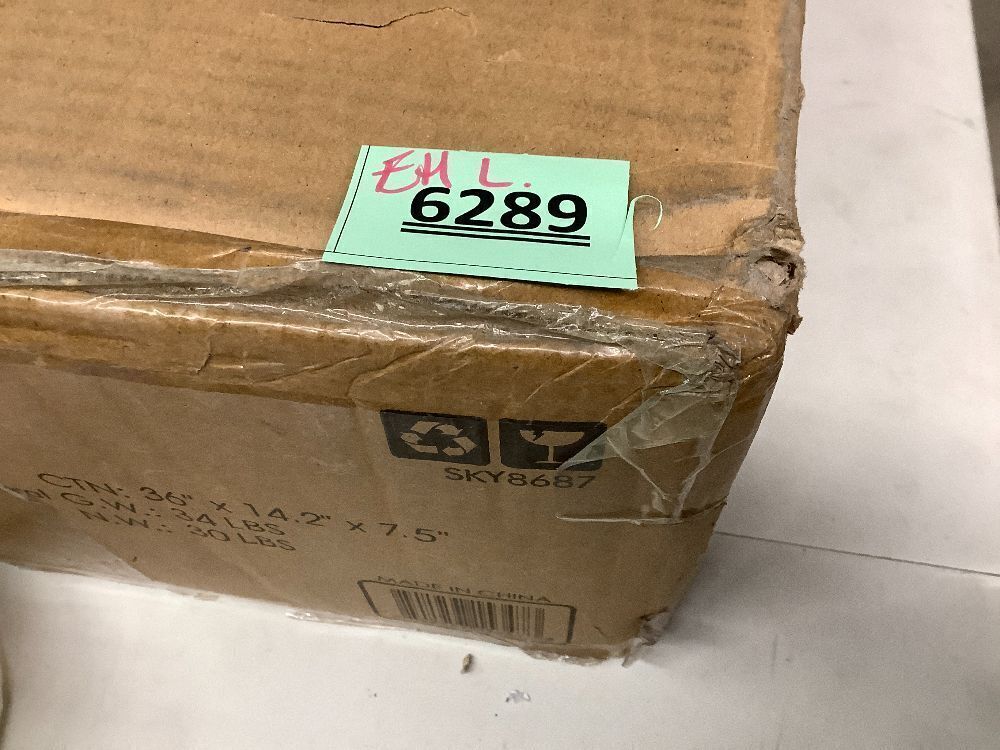 EH L.
6289
SKY8687
CTN: 36" x 14.2" x 7.5"
G.W.: 34 LBS
N.W.: 30 LBS
MADE IN CHINA